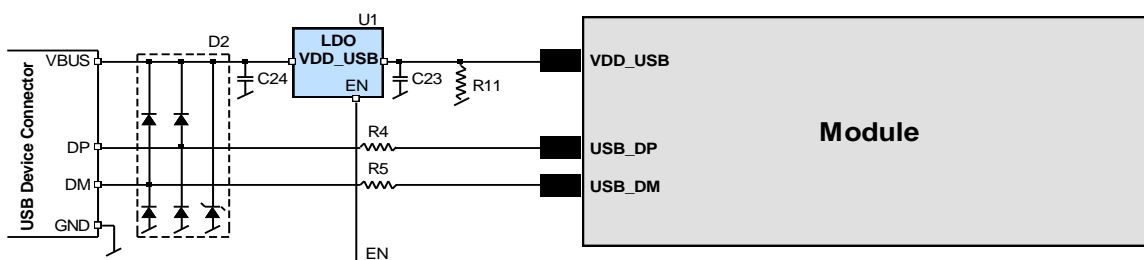 U1
D2
LDO
VDD_USB
EN
VBUS
C24
C23
R11
VDD_USB
USB Device Connector
Module
DP
R4
USB_DP
DM
R5
USB_DM
GND
EN